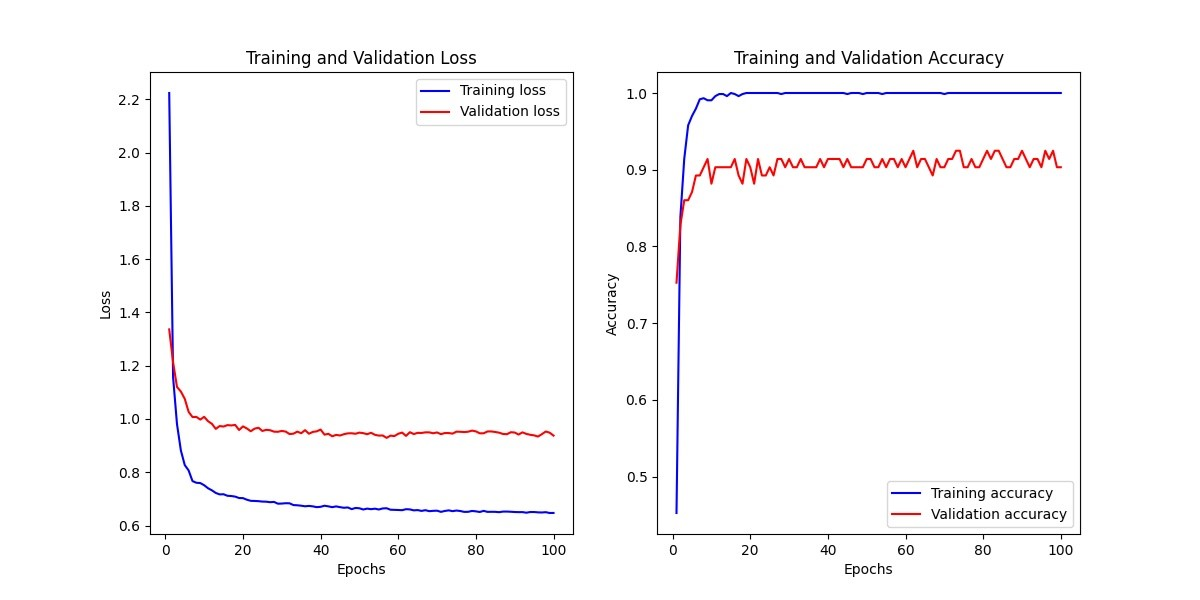 Training and Validation Loss
Loss
2.2
2.0
1.8
1.6
1.4
1.2
1.0
0.8
0.6
Training loss
Validation loss
0 20 40 60 80 100
Epochs
Training and Validation Accuracy
Accuracy
1.0
0.9
0.8
0.7
0.6
0.5
Training accuracy
Validation accuracy
0 20 40 60 80 100
Epochs